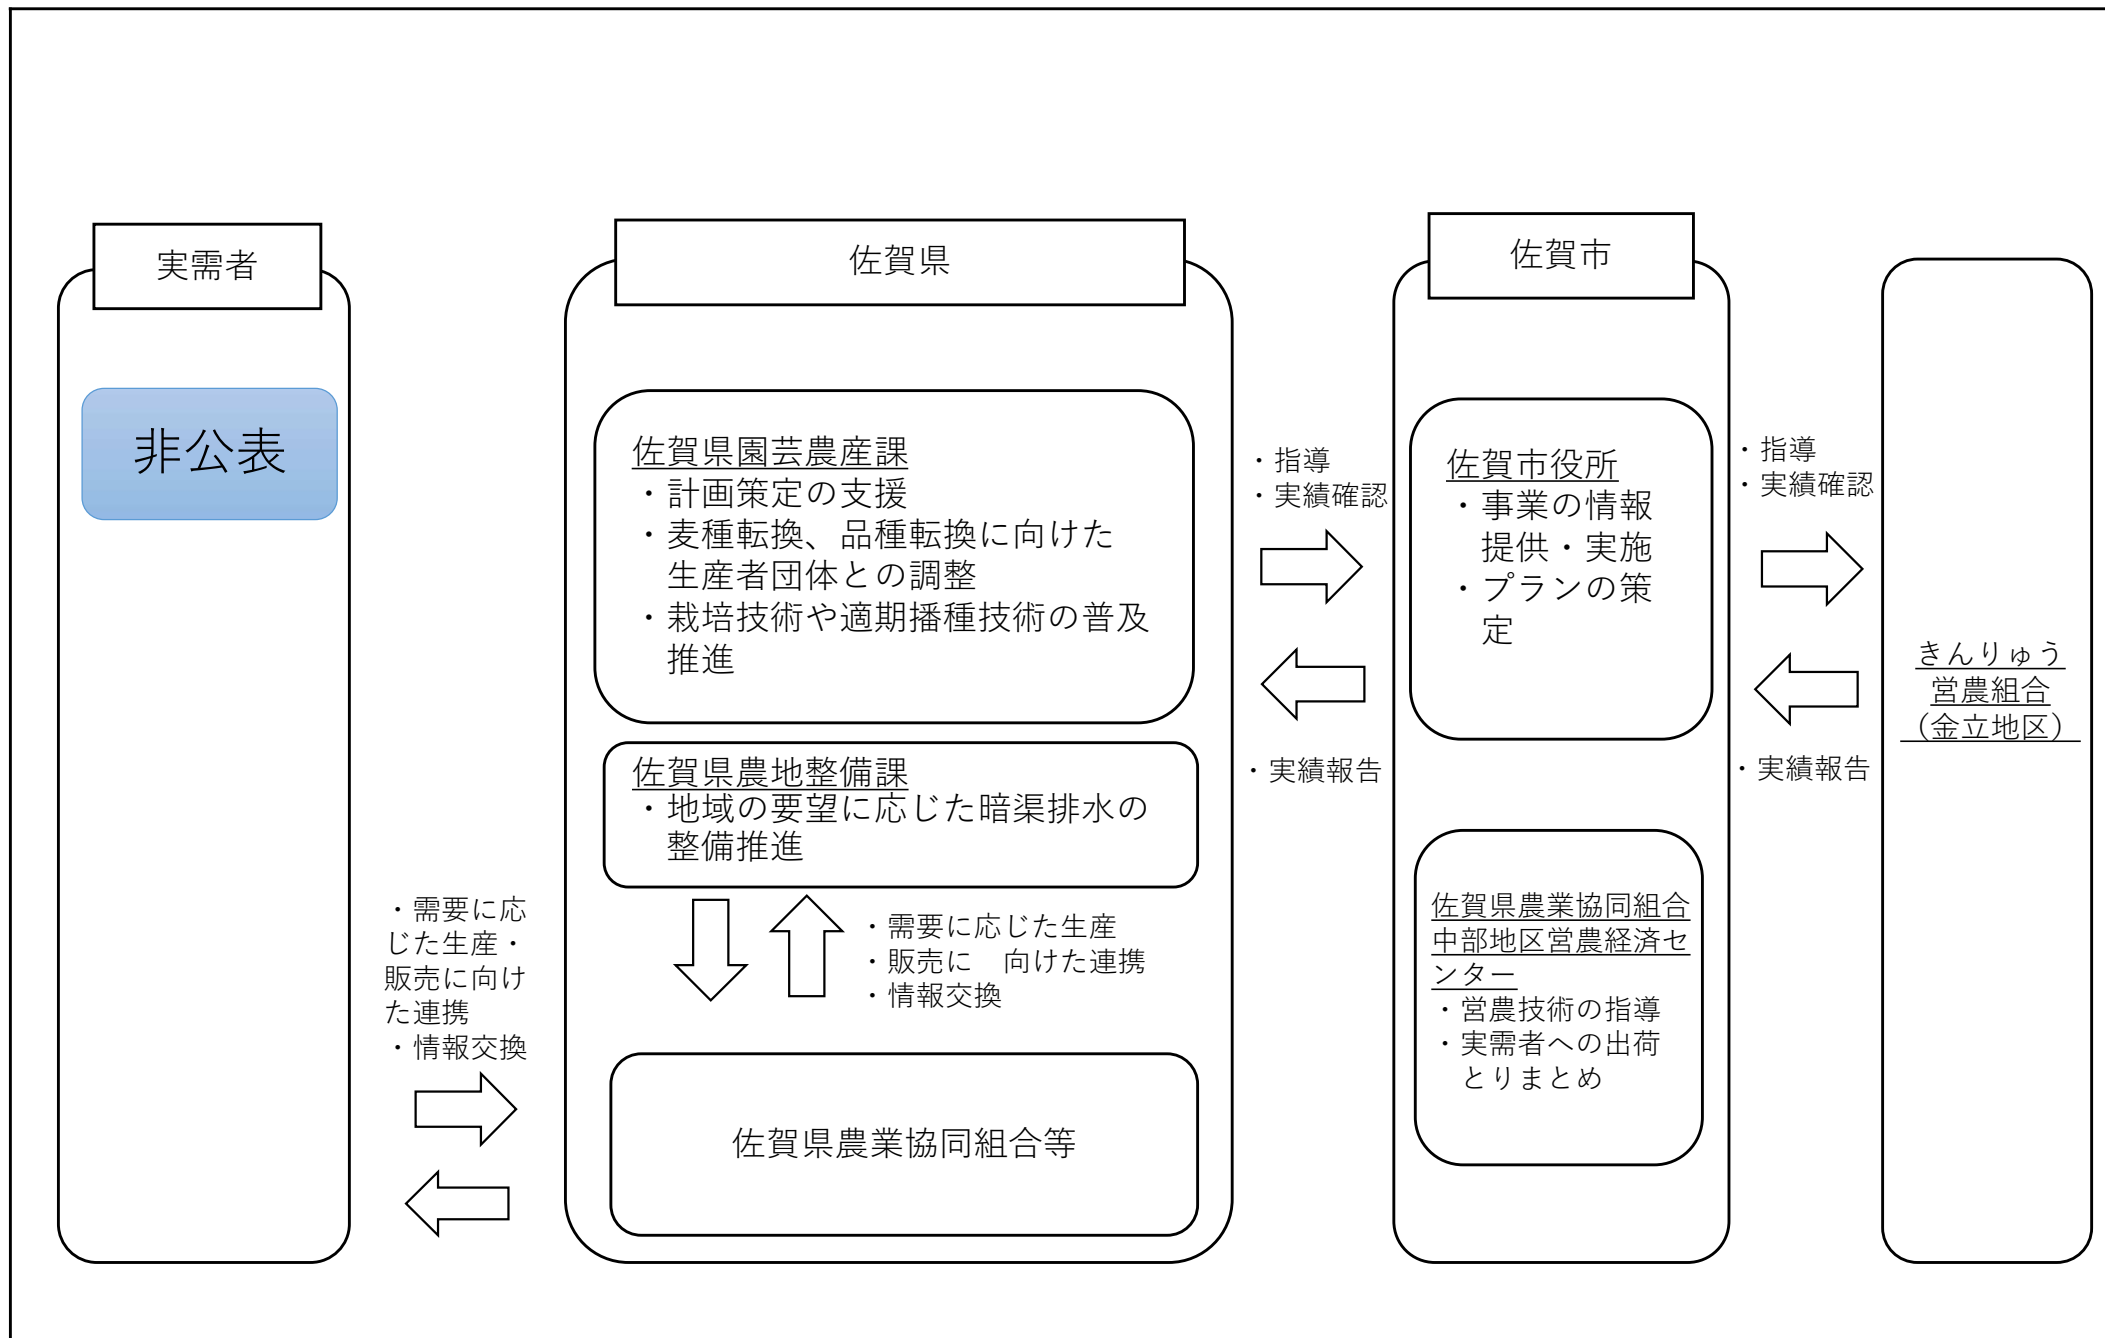 実需者
非公表
・需要に応
じた生産・
販売に向け
た連携
・情報交換
佐賀県
佐賀県園芸農産課
・計画策定の支援
・麦種転換、品種転換に向けた
生産者団体との調整
・栽培技術や適期播種技術の普及
推進
佐賀県農地整備課
・地域の要望に応じた暗渠排水の
整備推進
・需要に応じた生産
・販売に　向けた連携
・情報交換
佐賀県農業協同組合等
・指導
・実績確認
・実績報告
佐賀市
佐賀市役所
・事業の情報
提供・実施
・プランの策
定
佐賀県農業協同組合
中部地区営農経済セ
ンター
・営農技術の指導
・実需者への出荷
とりまとめ
・指導
・実績確認
・実績報告
きんりゅう
営農組合
（金立地区）